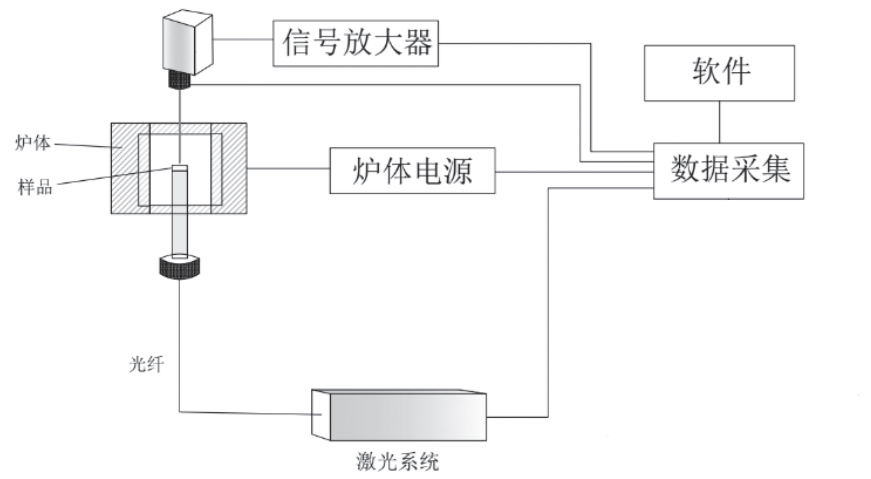 信号放大器
软件
炉体
炉体电源
数据采集
样品
光纤
激光系统